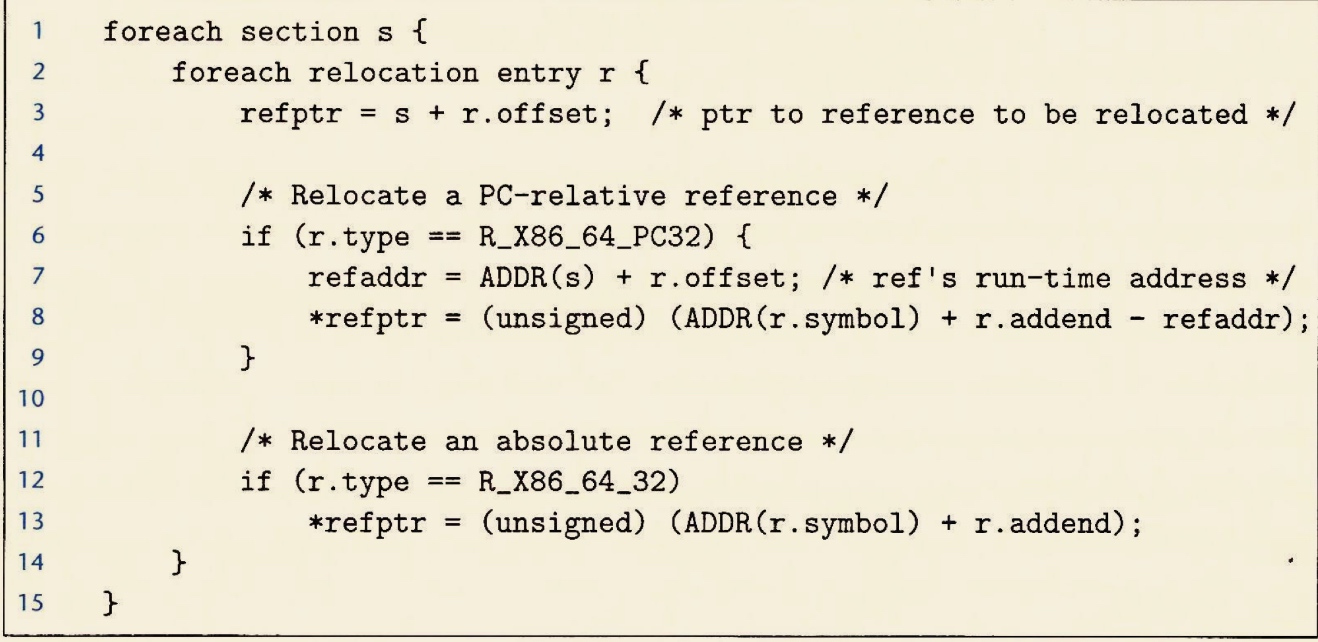 1 foreach section s {
2 foreach relocation entry r {
3 refptr = s + r.offset; /* ptr to reference to be relocated */
4
5 /* Relocate a PC-relative reference */
6 if (r.type == R_X86_64_PC32) {
7 refaddr = ADDR(s) + r.offset; /* ref's run-time address */
8 *refptr = (unsigned) (ADDR(r.symbol) + r.addend - refaddr);
9 }
10
11 /* Relocate an absolute reference */
12 if (r.type == R_X86_64_32)
13 *refptr = (unsigned) (ADDR(r.symbol) + r.addend);
14 }
15 }